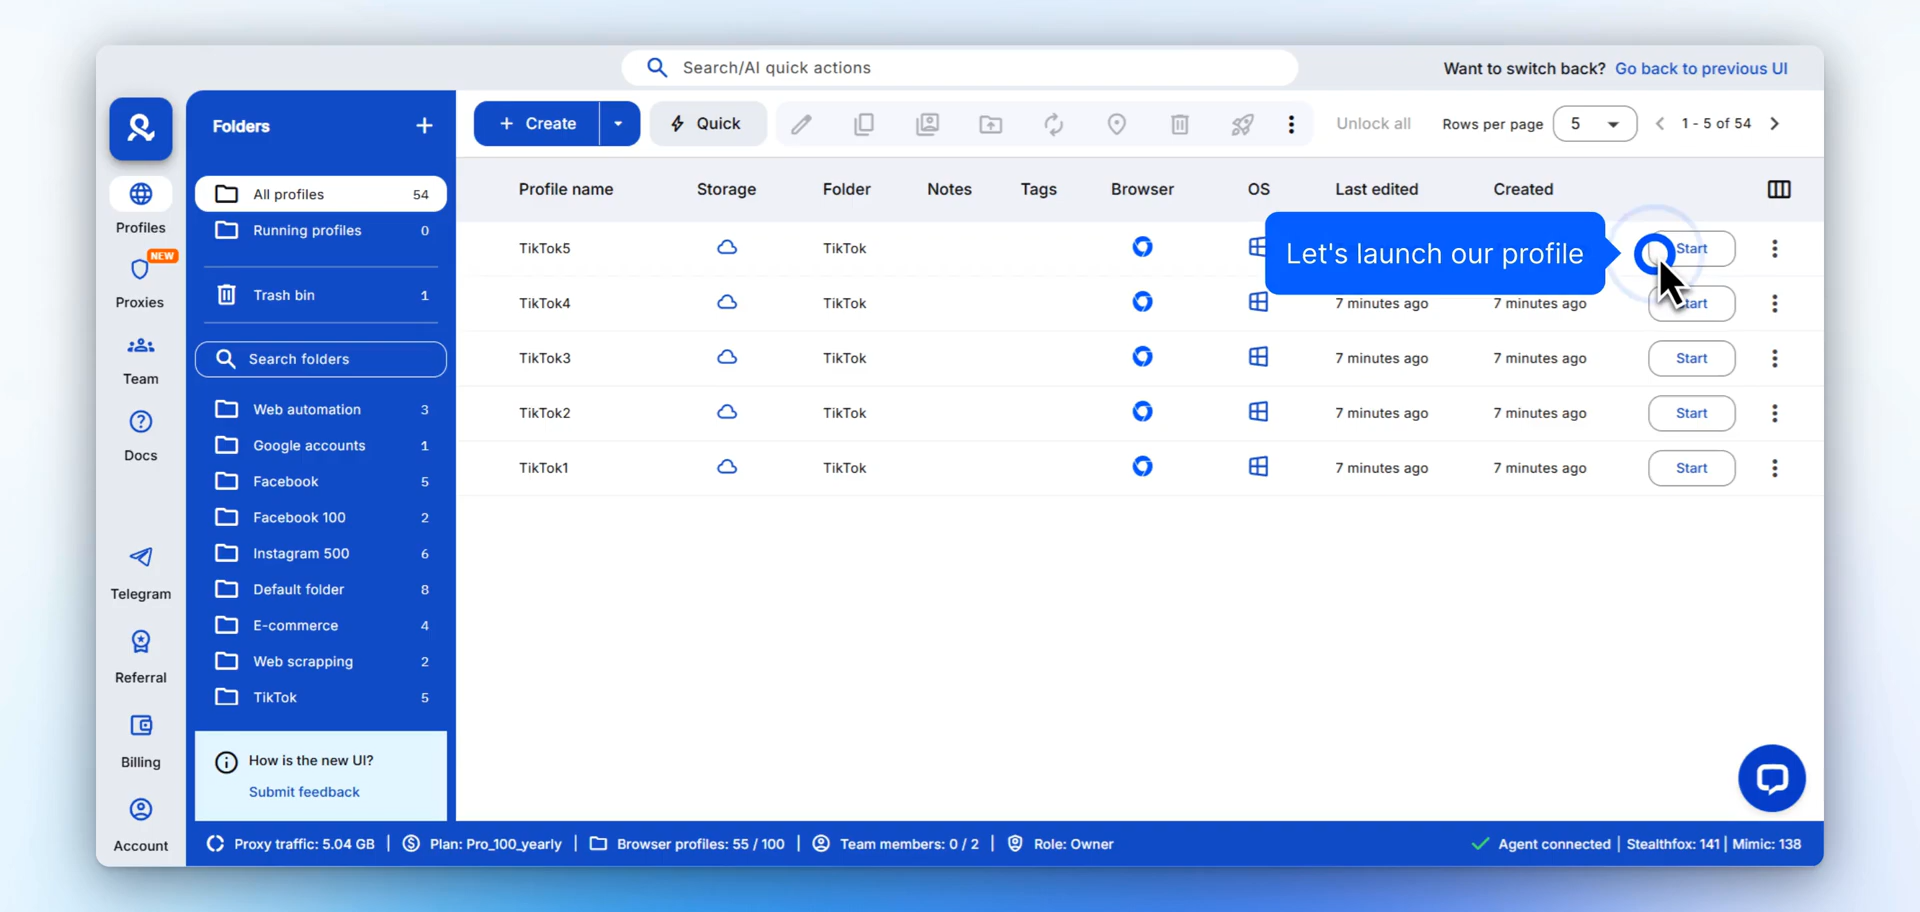 Search/AI quick actions
Want to switch back? Go back to previous UI
Folders
Create
Quick
Unlock all
Rows per page 5
1 - 5 of 54
Profiles
NEW
Proxies
Team
Docs
Telegram
Referral
Billing
Account
All profiles 54
Running profiles 0
Trash bin 1
Search folders
Web automation 3
Google accounts 1
Facebook 5
Facebook 100 2
Instagram 500 6
Default folder 8
E-commerce 4
Web scrapping 2
TikTok 5
How is the new UI?
Submit feedback
Profile name Storage Folder Notes Tags Browser OS Last edited Created
TikTok5 TikTok Start
Let's launch our profile
TikTok4 TikTok 7 minutes ago 7 minutes ago
TikTok3 TikTok 7 minutes ago 7 minutes ago Start
TikTok2 TikTok 7 minutes ago 7 minutes ago Start
TikTok1 TikTok 7 minutes ago 7 minutes ago Start
Proxy traffic: 5.04 GB | Plan: Pro_100_yearly | Browser profiles: 55 / 100 | Team members: 0 / 2 | Role: Owner
Agent connected | Stealthfox: 141 | Mimic: 138